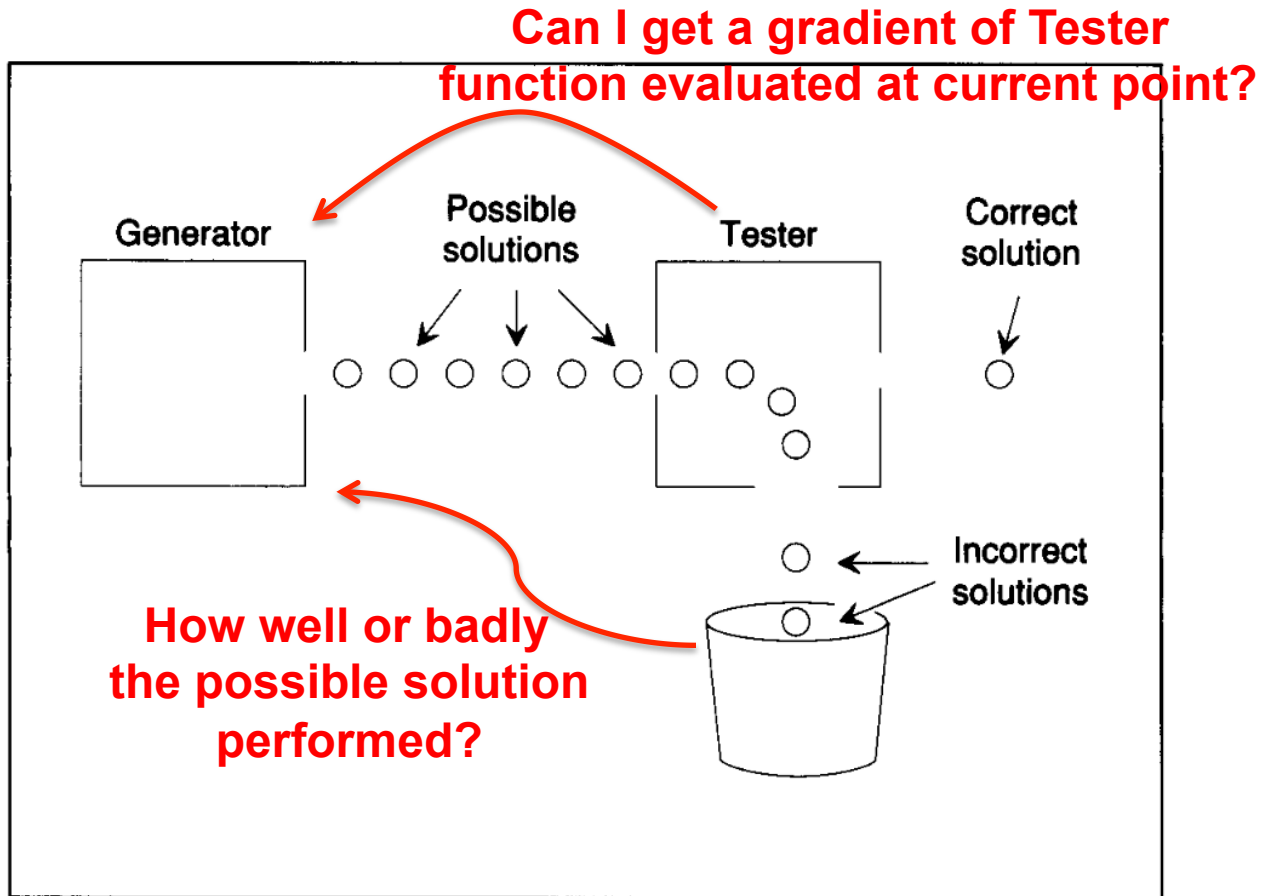 Can I get a gradient of Tester
function evaluated at current point?
Generator
Possible
solutions
Tester
Correct
solution
Incorrect
solutions
How well or badly
the possible solution
performed?